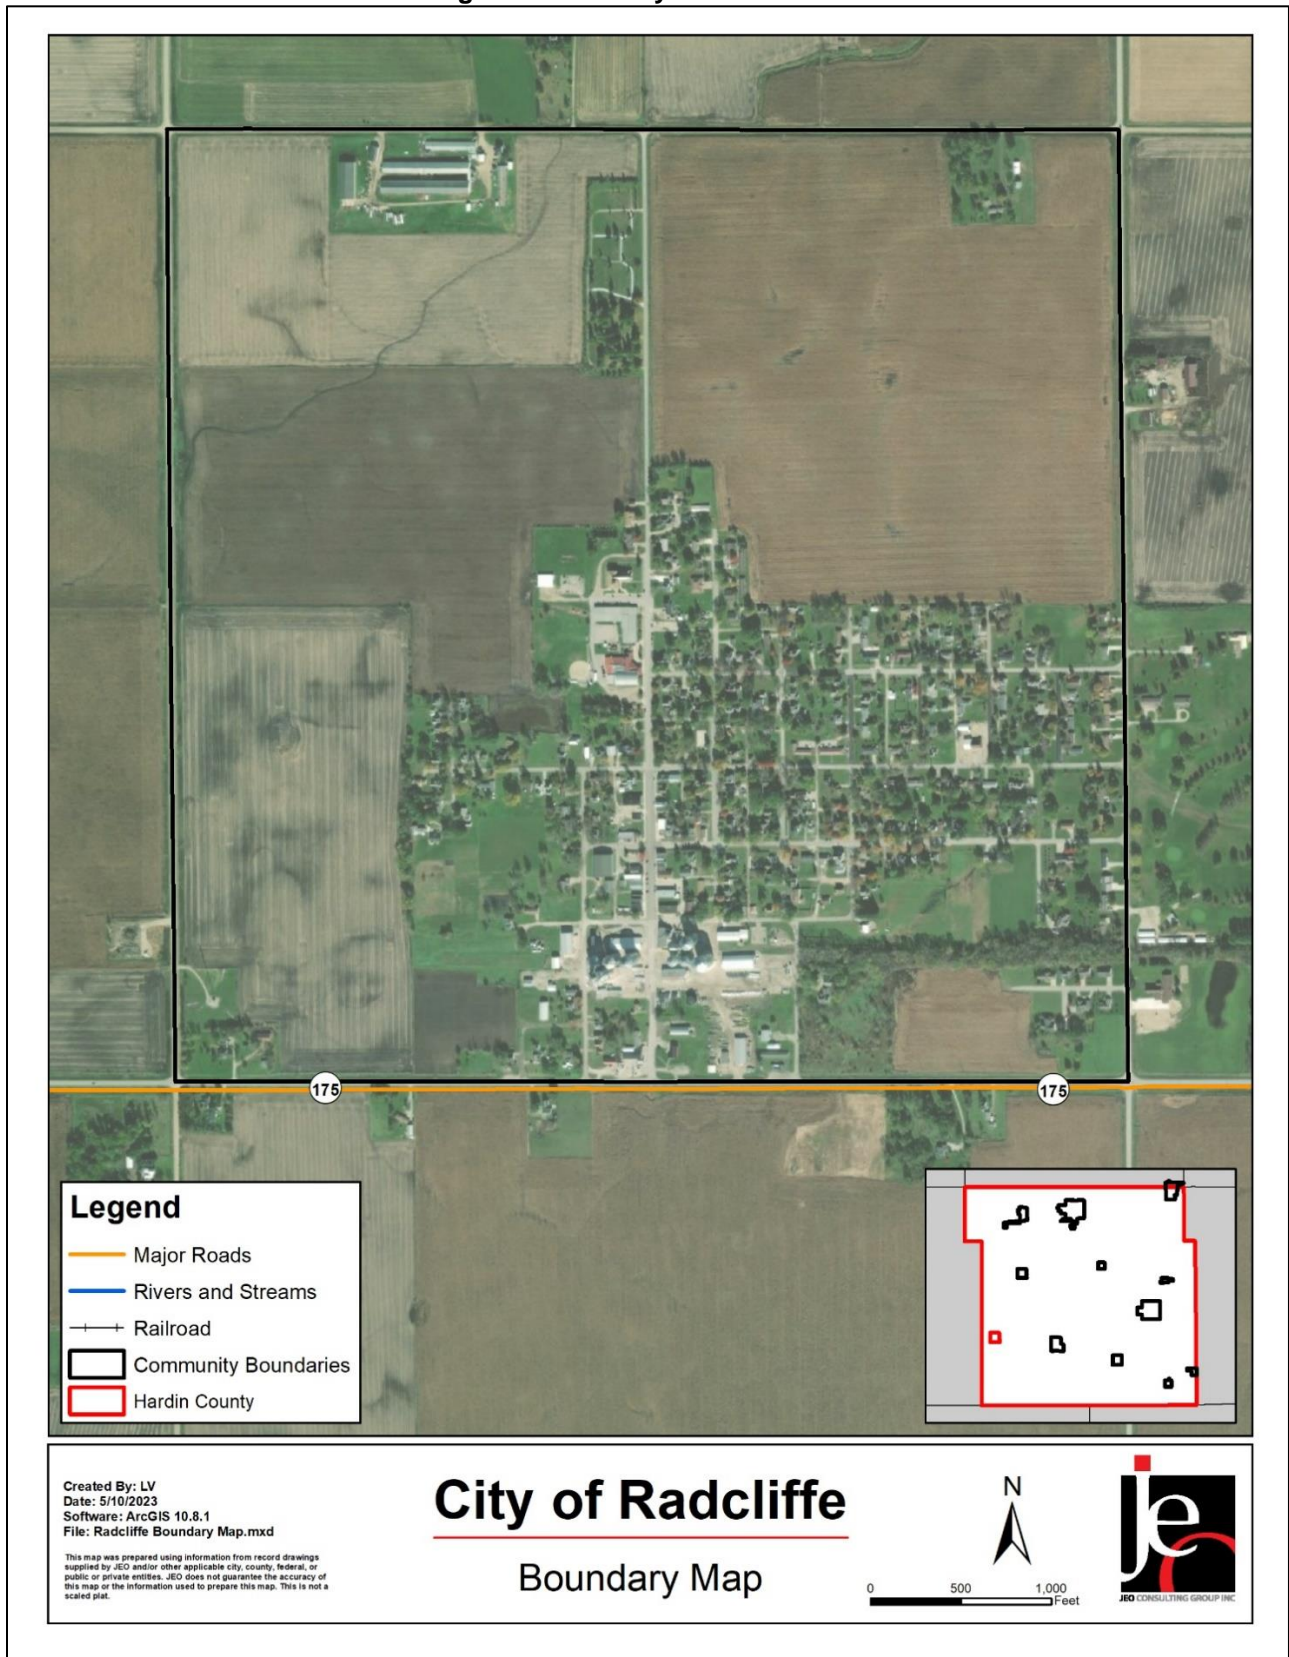 175
175
Legend
Major Roads
Rivers and Streams
Railroad
Community Boundaries
Hardin County
Created By: LV
Date: 5/10/2023
Software: ArcGIS 10.8.1
File: Radcliffe Boundary Map.mxd
This map was prepared using information from record drawings
supplied by JEO and/or other applicable city, county, federal, or
public or private entities. JEO does not guarantee the accuracy of
this map or the information used to prepare this map. This is not a
scaled plat.
City of Radcliffe
Boundary Map
N
0 500 1,000
Feet
jeo
JEO CONSULTING GROUP INC